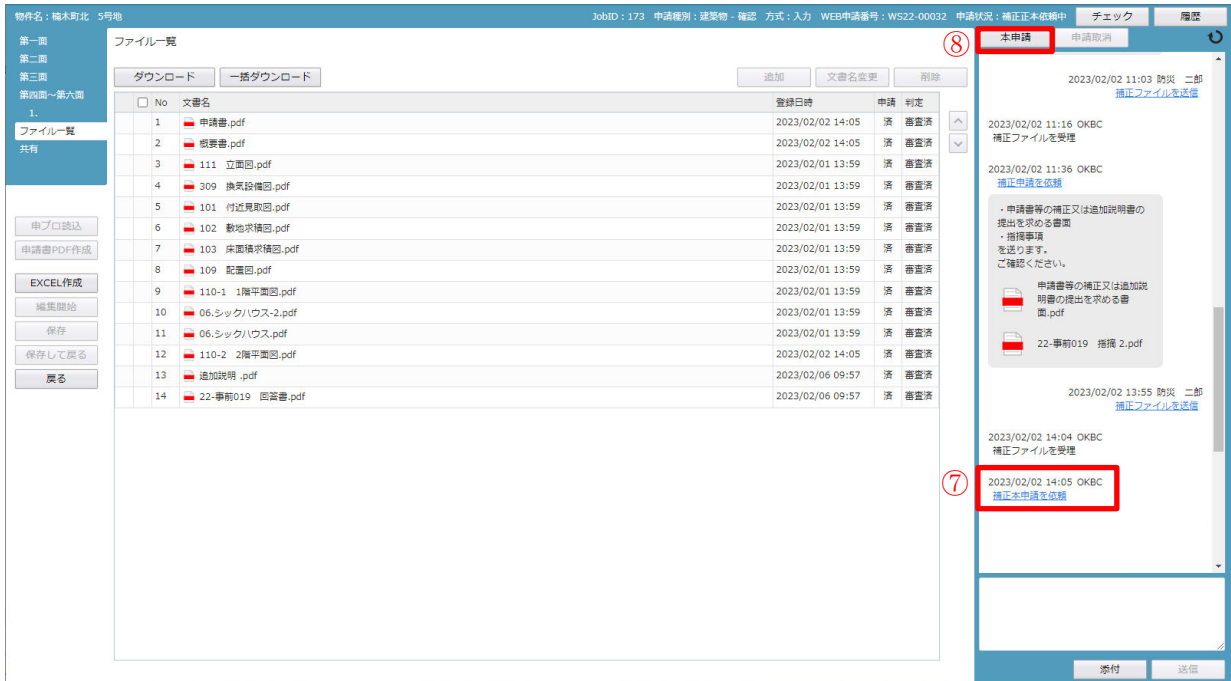 物件名：楠木町北　5号地
JobID：173　申請種別：建築物 - 確認　方式：入力　WEB申請番号：WS22-00032　申請状況：補正正本依頼中
チェック
履歴
第一面
第二面
第三面
第四面～第六面
1.
ファイル一覧
共有
申プロ読込
申請書PDF作成
EXCEL作成
編集開始
保存
保存して戻る
戻る
ファイル一覧
ダウンロード
一括ダウンロード
追加
文書名変更
削除
No　文書名　登録日時　申請　判定
1　申請書.pdf　2023/02/02 14:05　済　審査済
2　概要書.pdf　2023/02/02 14:05　済　審査済
3　111　立面図.pdf　2023/02/01 13:59　済　審査済
4　309　換気設備図.pdf　2023/02/01 13:59　済　審査済
5　101　付近見取図.pdf　2023/02/01 13:59　済　審査済
6　102　敷地求積図.pdf　2023/02/01 13:59　済　審査済
7　103　床面積求積図.pdf　2023/02/01 13:59　済　審査済
8　109　配置図.pdf　2023/02/01 13:59　済　審査済
9　110-1　1階平面図.pdf　2023/02/01 13:59　済　審査済
10　06.シックハウス-2.pdf　2023/02/01 13:59　済　審査済
11　06.シックハウス.pdf　2023/02/01 13:59　済　審査済
12　110-2　2階平面図.pdf　2023/02/02 14:05　済　審査済
13　追加説明 .pdf　2023/02/06 09:57　済　審査済
14　22-事前019　回答書.pdf　2023/02/06 09:57　済　審査済
⑧
本申請
申請取消
2023/02/02 11:03 防災　二郎
補正ファイルを送信
2023/02/02 11:16 OKBC
補正ファイルを受理
2023/02/02 11:36 OKBC
補正申請を依頼
・申請書等の補正又は追加説明書の
提出を求める書面
・指摘事項
を送ります。
ご確認ください。
申請書等の補正又は追加説
明書の提出を求める書
面.pdf
22-事前019　指摘 2.pdf
2023/02/02 13:55 防災　二郎
補正ファイルを送信
2023/02/02 14:04 OKBC
補正ファイルを受理
⑦
2023/02/02 14:05 OKBC
補正本申請を依頼
添付
送信